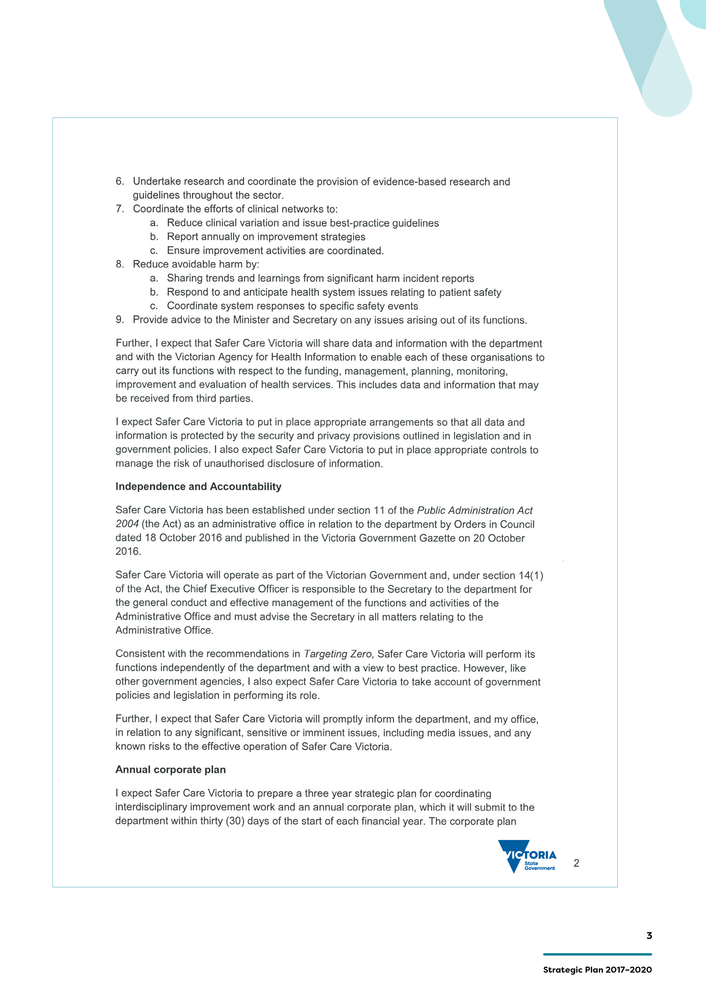 6. Undertake research and coordinate the provision of evidence-based research and
guidelines throughout the sector.
7. Coordinate the efforts of clinical networks to:
a. Reduce clinical variation and issue best-practice guidelines
b. Report annually on improvement strategies
c. Ensure improvement activities are coordinated.
8. Reduce avoidable harm by:
a. Sharing trends and learnings from significant harm incident reports
b. Respond to and anticipate health system issues relating to patient safety
c. Coordinate system responses to specific safety events
9. Provide advice to the Minister and Secretary on any issues arising out of its functions.
Further, I expect that Safer Care Victoria will share data and information with the department
and with the Victorian Agency for Health Information to enable each of these organisations to
carry out its functions with respect to the funding, management, planning, monitoring,
improvement and evaluation of health services. This includes data and information that may
be received from third parties.
I expect Safer Care Victoria to put in place appropriate arrangements so that all data and
information is protected by the security and privacy provisions outlined in legislation and in
government policies. I also expect Safer Care Victoria to put in place appropriate controls to
manage the risk of unauthorised disclosure of information.
Independence and Accountability
Safer Care Victoria has been established under section 11 of the Public Administration Act
2004 (the Act) as an administrative office in relation to the department by Orders in Council
dated 18 October 2016 and published in the Victoria Government Gazette on 20 October
2016.
Safer Care Victoria will operate as part of the Victorian Government and, under section 14(1)
of the Act, the Chief Executive Officer is responsible to the Secretary to the department for
the general conduct and effective management of the functions and activities of the
Administrative Office and must advise the Secretary in all matters relating to the
Administrative Office.
Consistent with the recommendations in Targeting Zero, Safer Care Victoria will perform its
functions independently of the department and with a view to best practice. However, like
other government agencies, I also expect Safer Care Victoria to take account of government
policies and legislation in performing its role.
Further, I expect that Safer Care Victoria will promptly inform the department, and my office,
in relation to any significant, sensitive or imminent issues, including media issues, and any
known risks to the effective operation of Safer Care Victoria.
Annual corporate plan
I expect Safer Care Victoria to prepare a three year strategic plan for coordinating
interdisciplinary improvement work and an annual corporate plan, which it will submit to the
department within thirty (30) days of the start of each financial year. The corporate plan
VICTORIA
State
Government
2
3
Strategic Plan 2017–2020